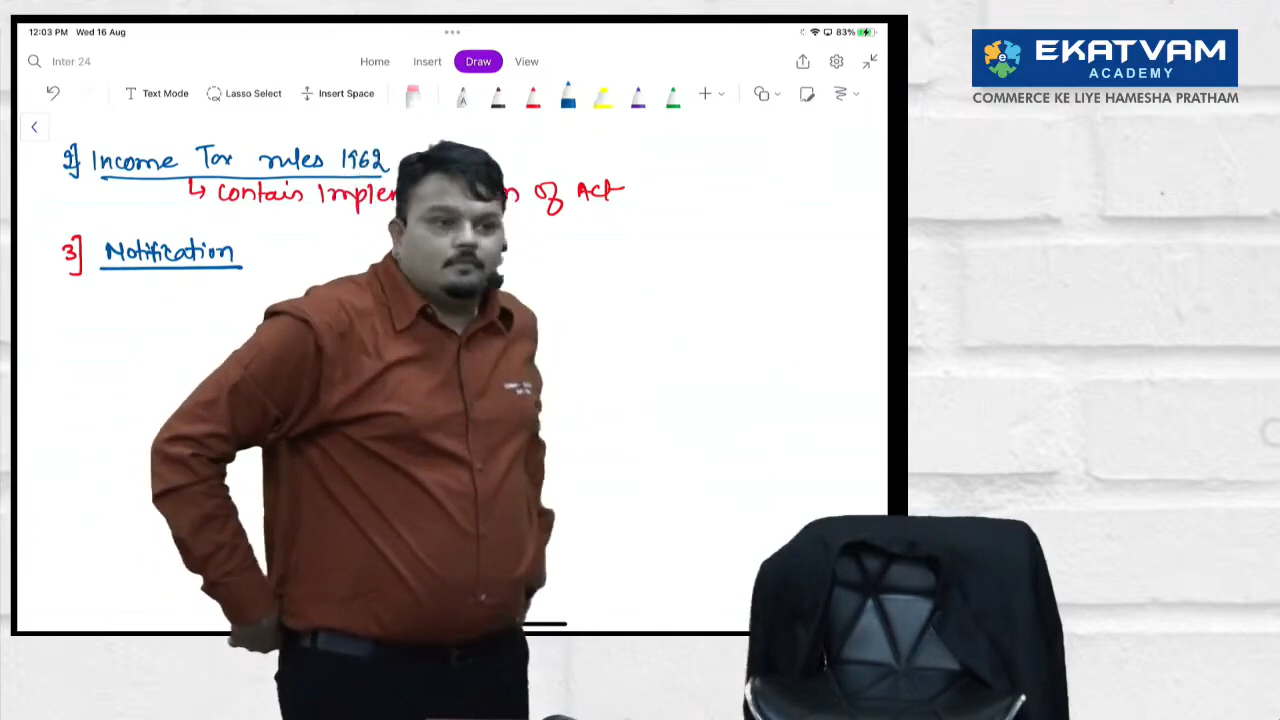 12:03 PM Wed 16 Aug
83%
Inter 24
Home Insert Draw View
Text Mode Lasso Select Insert Space
2] Income Tax rules 1962
↳ Contain of Act
3] Notification
EKATVAM
ACADEMY
COMMERCE KE LIYE HAMESHA PRATHAM